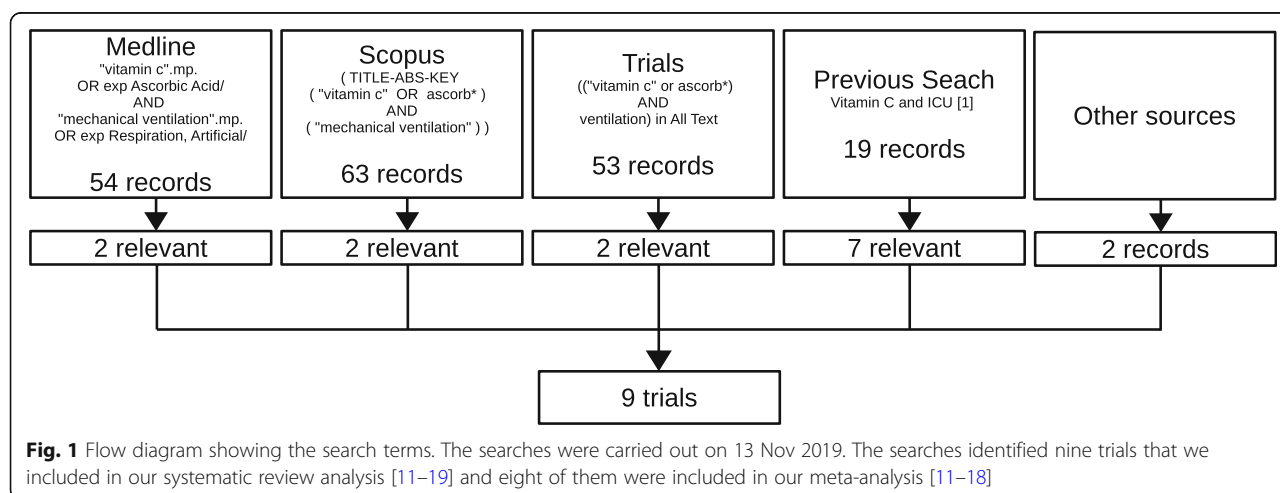 Medline
"vitamin c".mp.
OR exp Ascorbic Acid/
AND
"mechanical ventilation".mp.
OR exp Respiration, Artificial/
54 records
2 relevant
Scopus
( TITLE-ABS-KEY
( "vitamin c" OR ascorb* )
AND
( "mechanical ventilation" ) )
63 records
2 relevant
Trials
(("vitamin c" or ascorb*)
AND
ventilation) in All Text
53 records
2 relevant
Previous Seach
Vitamin C and ICU [1]
19 records
7 relevant
Other sources
2 records
9 trials
Fig. 1 Flow diagram showing the search terms. The searches were carried out on 13 Nov 2019. The searches identified nine trials that we
included in our systematic review analysis [11–19] and eight of them were included in our meta-analysis [11–18]